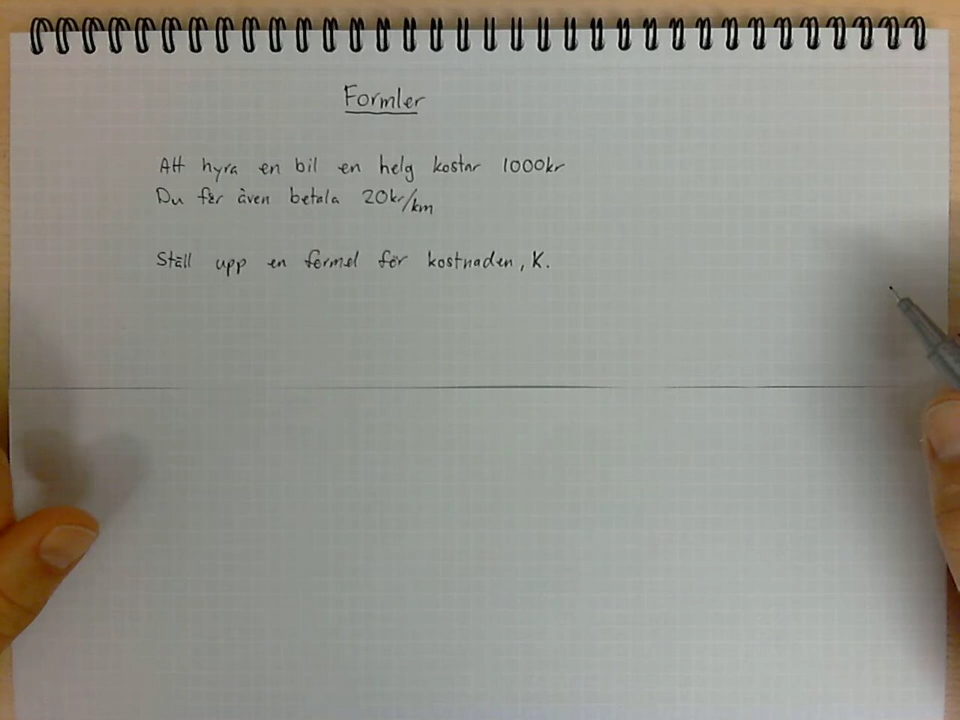 Formler
Att hyra en bil en helg kostar 1000kr
Du får även betala 20kr/km
Ställ upp en formel för kostnaden, K.